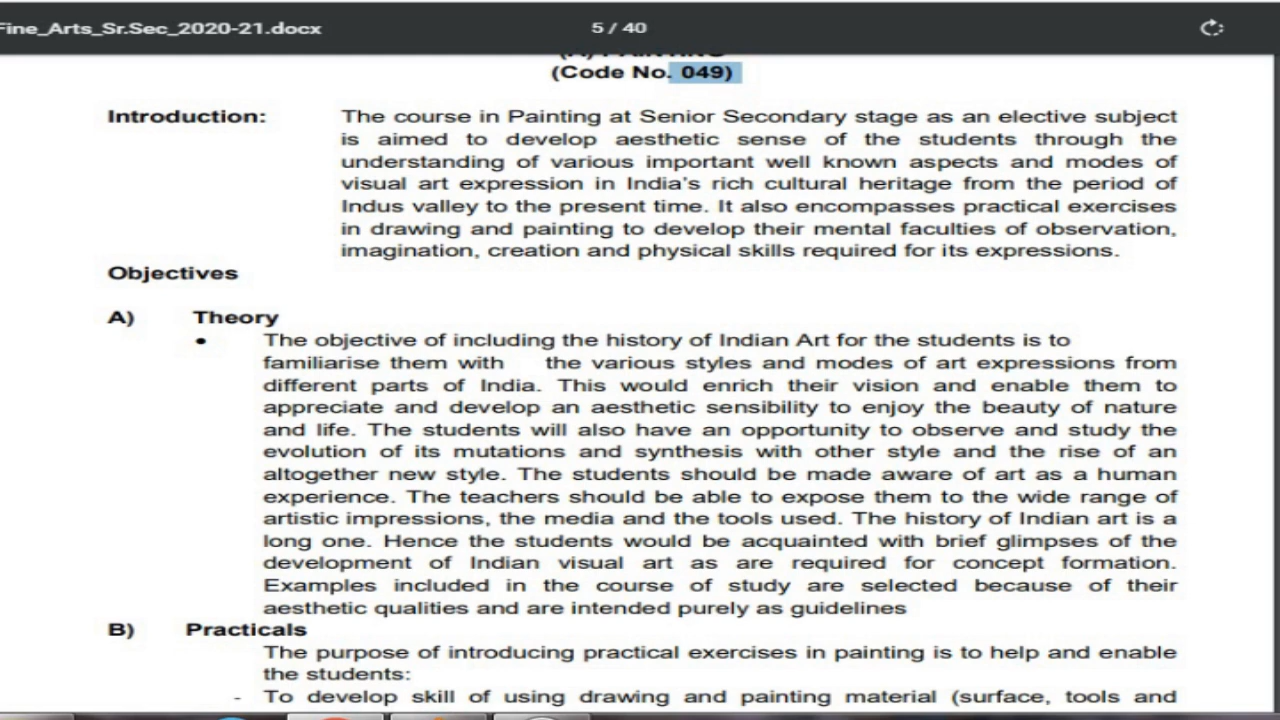 Fine_Arts_Sr.Sec_2020-21.docx 5 / 40
(A) PAINTING
(Code No. 049)
Introduction: The course in Painting at Senior Secondary stage as an elective subject
is aimed to develop aesthetic sense of the students through the
understanding of various important well known aspects and modes of
visual art expression in India's rich cultural heritage from the period of
Indus valley to the present time. It also encompasses practical exercises
in drawing and painting to develop their mental faculties of observation,
imagination, creation and physical skills required for its expressions.
Objectives
A) Theory
• The objective of including the history of Indian Art for the students is to
familiarise them with the various styles and modes of art expressions from
different parts of India. This would enrich their vision and enable them to
appreciate and develop an aesthetic sensibility to enjoy the beauty of nature
and life. The students will also have an opportunity to observe and study the
evolution of its mutations and synthesis with other style and the rise of an
altogether new style. The students should be made aware of art as a human
experience. The teachers should be able to expose them to the wide range of
artistic impressions, the media and the tools used. The history of Indian art is a
long one. Hence the students would be acquainted with brief glimpses of the
development of Indian visual art as are required for concept formation.
Examples included in the course of study are selected because of their
aesthetic qualities and are intended purely as guidelines
B) Practicals
The purpose of introducing practical exercises in painting is to help and enable
the students:
- To develop skill of using drawing and painting material (surface, tools and